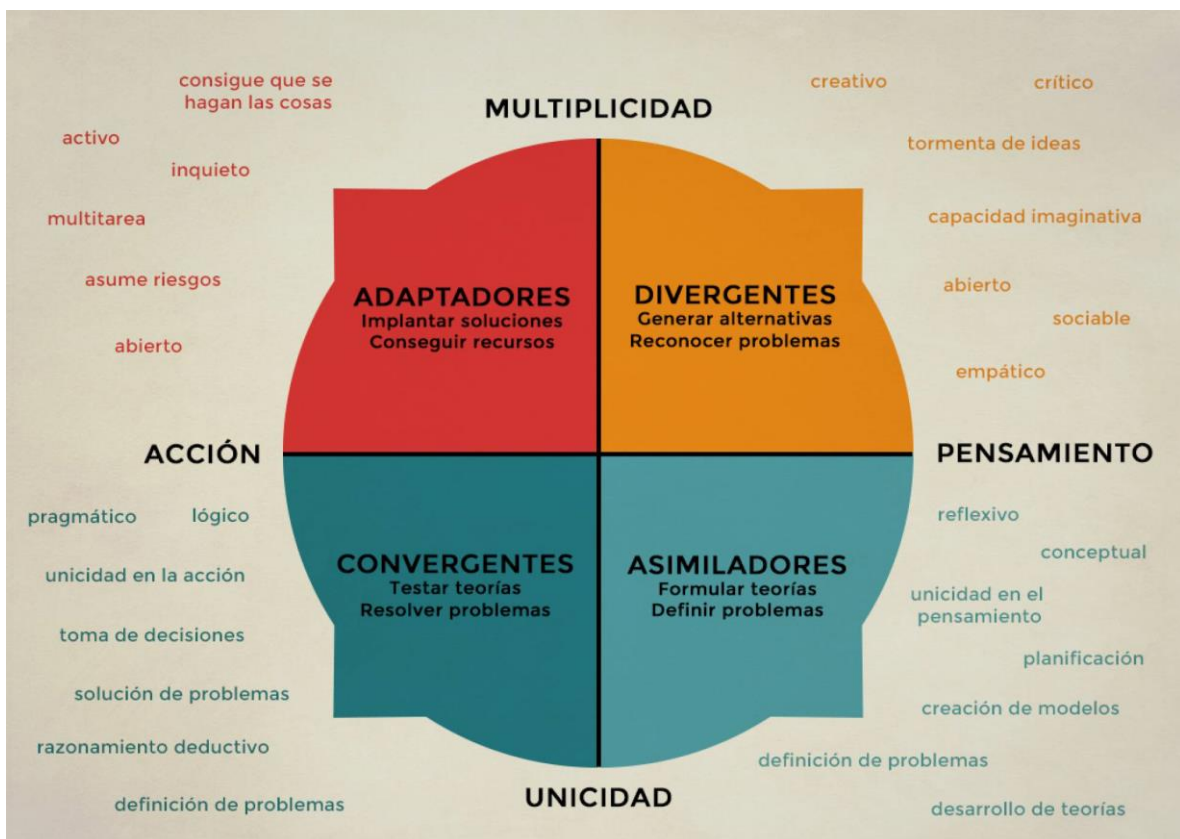 MULTIPLICIDAD
consigue que se
hagan las cosas
activo
inquieto
multitarea
asume riesgos
abierto
creativo
crítico
tormenta de ideas
capacidad imaginativa
abierto
sociable
empático
ADAPTADORES
Implantar soluciones
Conseguir recursos
DIVERGENTES
Generar alternativas
Reconocer problemas
ACCIÓN
PENSAMIENTO
CONVERGENTES
Testar teorías
Resolver problemas
ASIMILADORES
Formular teorías
Definir problemas
pragmático
lógico
unicidad en la acción
toma de decisiones
solución de problemas
razonamiento deductivo
definición de problemas
reflexivo
conceptual
unicidad en el
pensamiento
planificación
creación de modelos
definición de problemas
desarrollo de teorías
UNICIDAD